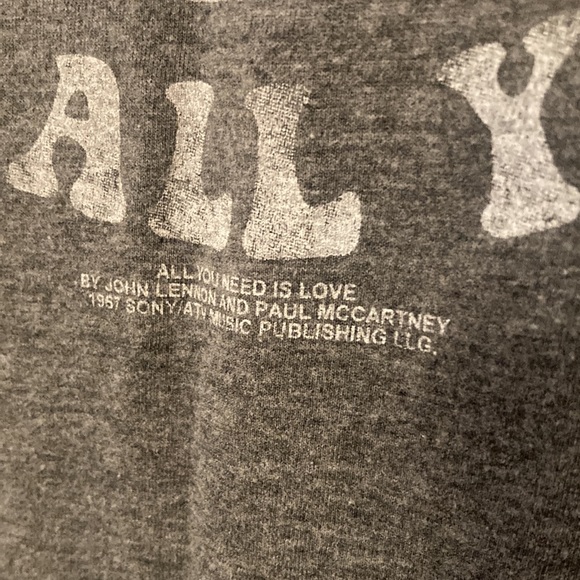 ALL Y
ALL YOU NEED IS LOVE
BY JOHN LENNON AND PAUL MCCARTNEY
1967 SONY/ATV MUSIC PUBLISHING LLC.